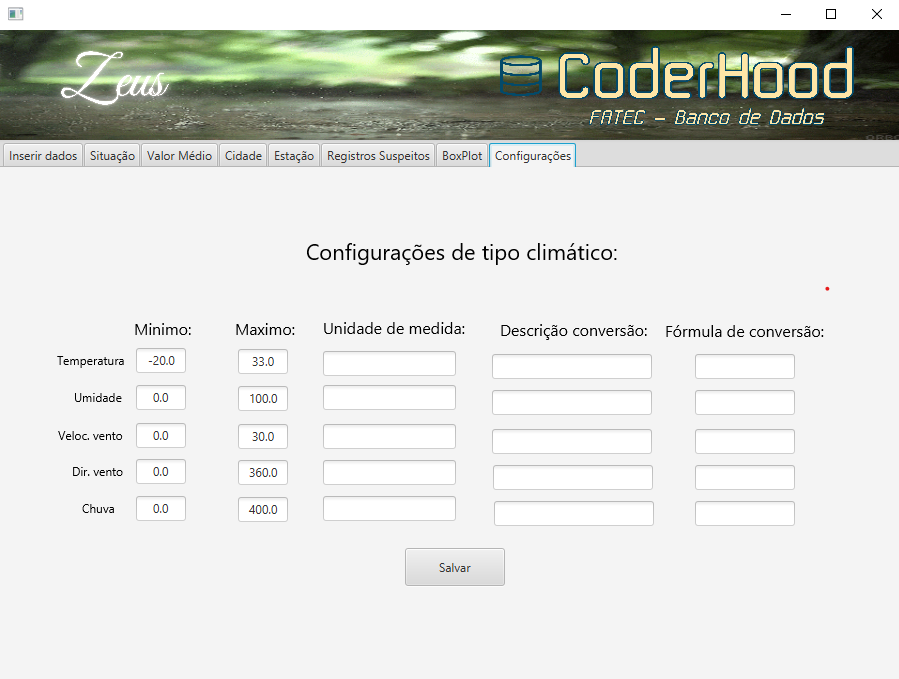 Zeus
CoderHood
FATEC - Banco de Dados
Inserir dados Situação Valor Médio Cidade Estação Registros Suspeitos BoxPlot Configurações
Configurações de tipo climático:
Minimo: Maximo: Unidade de medida: Descrição conversão: Fórmula de conversão:
Temperatura -20.0 33.0
Umidade 0.0 100.0
Veloc. vento 0.0 30.0
Dir. vento 0.0 360.0
Chuva 0.0 400.0
Salvar